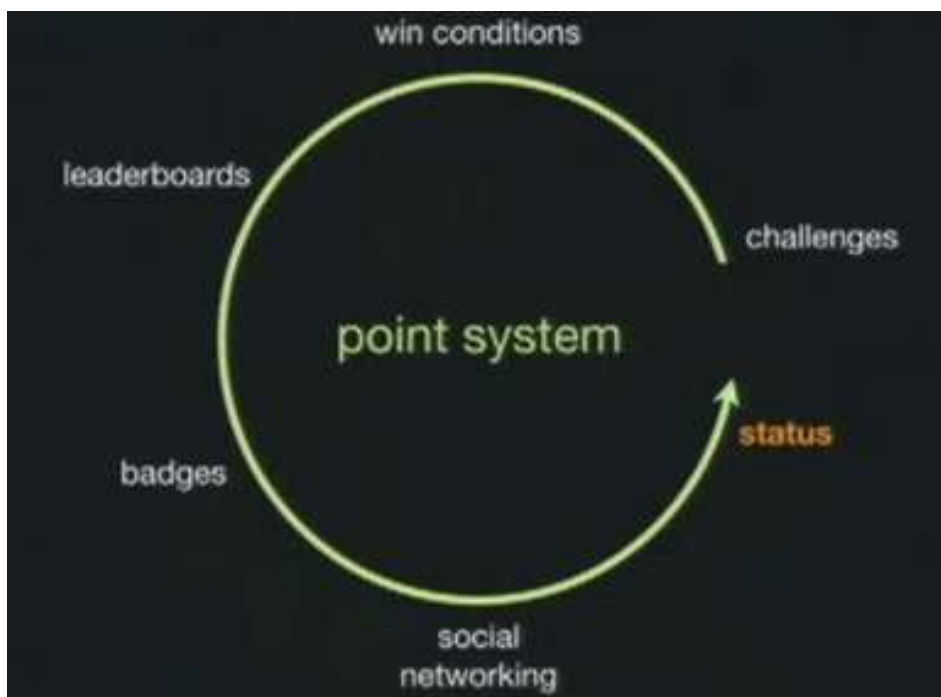 win conditions
leaderboards
challenges
point system
status
badges
social
networking